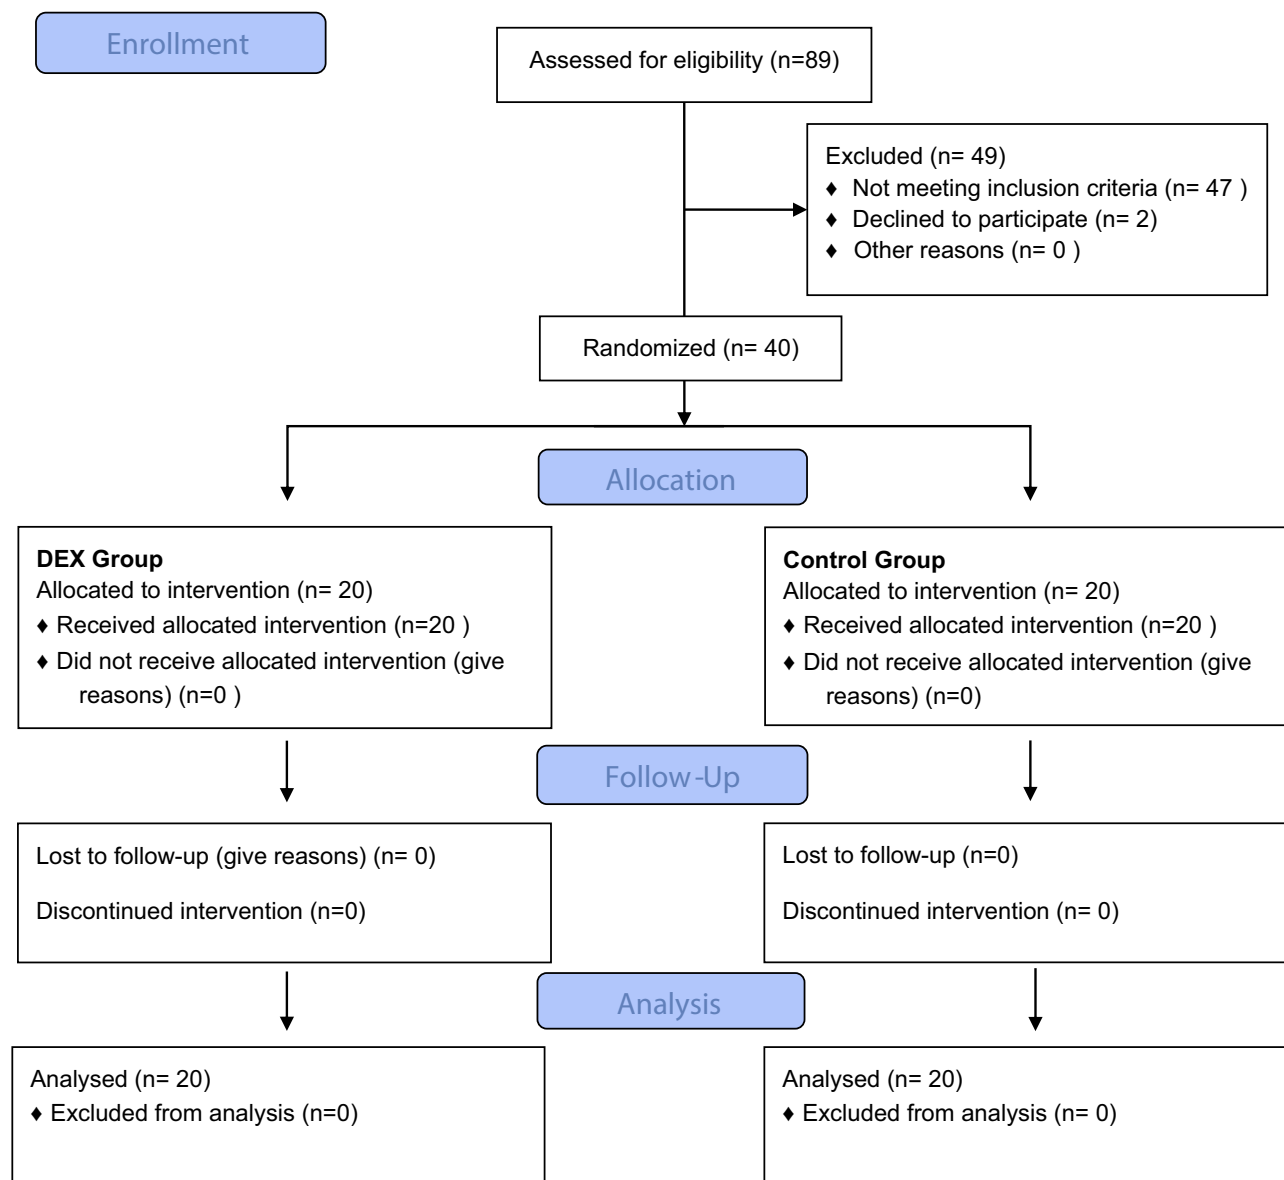 Enrollment
Assessed for eligibility (n=89)
Excluded (n= 49)
♦ Not meeting inclusion criteria (n= 47 )
♦ Declined to participate (n= 2)
♦ Other reasons (n= 0 )
Randomized (n= 40)
Allocation
DEX Group
Allocated to intervention (n= 20)
♦ Received allocated intervention (n=20 )
♦ Did not receive allocated intervention (give
reasons) (n=0 )
Control Group
Allocated to intervention (n= 20)
♦ Received allocated intervention (n=20 )
♦ Did not receive allocated intervention (give
reasons) (n=0)
Follow-Up
Lost to follow-up (give reasons) (n= 0)
Discontinued intervention (n=0)
Lost to follow-up (n=0)
Discontinued intervention (n= 0)
Analysis
Analysed (n= 20)
♦ Excluded from analysis (n=0)
Analysed (n= 20)
♦ Excluded from analysis (n= 0)